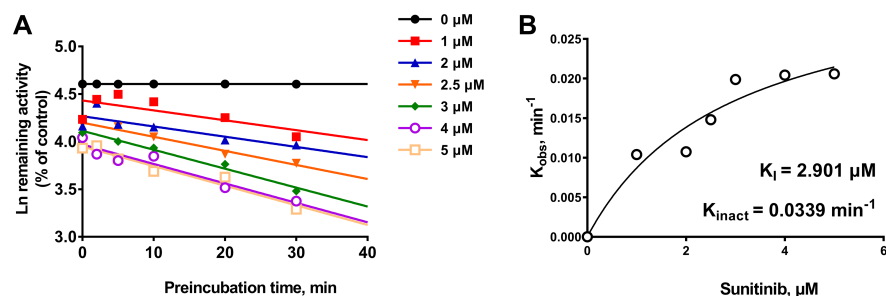 A
Ln remaining activity
(% of control)
5.0
4.5
4.0
3.5
3.0
0
10
20
30
40
Preincubation time, min
0 µM
1 µM
2 µM
2.5 µM
3 µM
4 µM
5 µM
B
Kobs, min-1
0.025
0.020
0.015
0.010
0.005
0.000
0
2
4
6
KI = 2.901 µM
Kinact = 0.0339 min-1
Sunitinib, µM